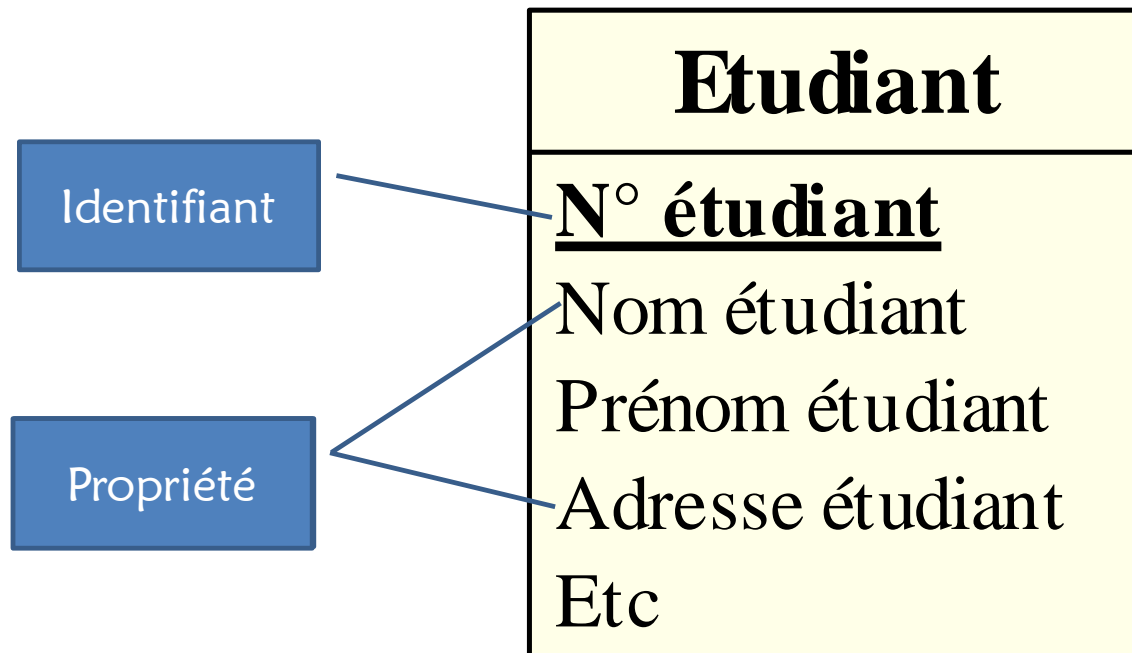 Etudiant
Identifiant
N° étudiant
Nom étudiant
Prénom étudiant
Propriété
Adresse étudiant
Etc